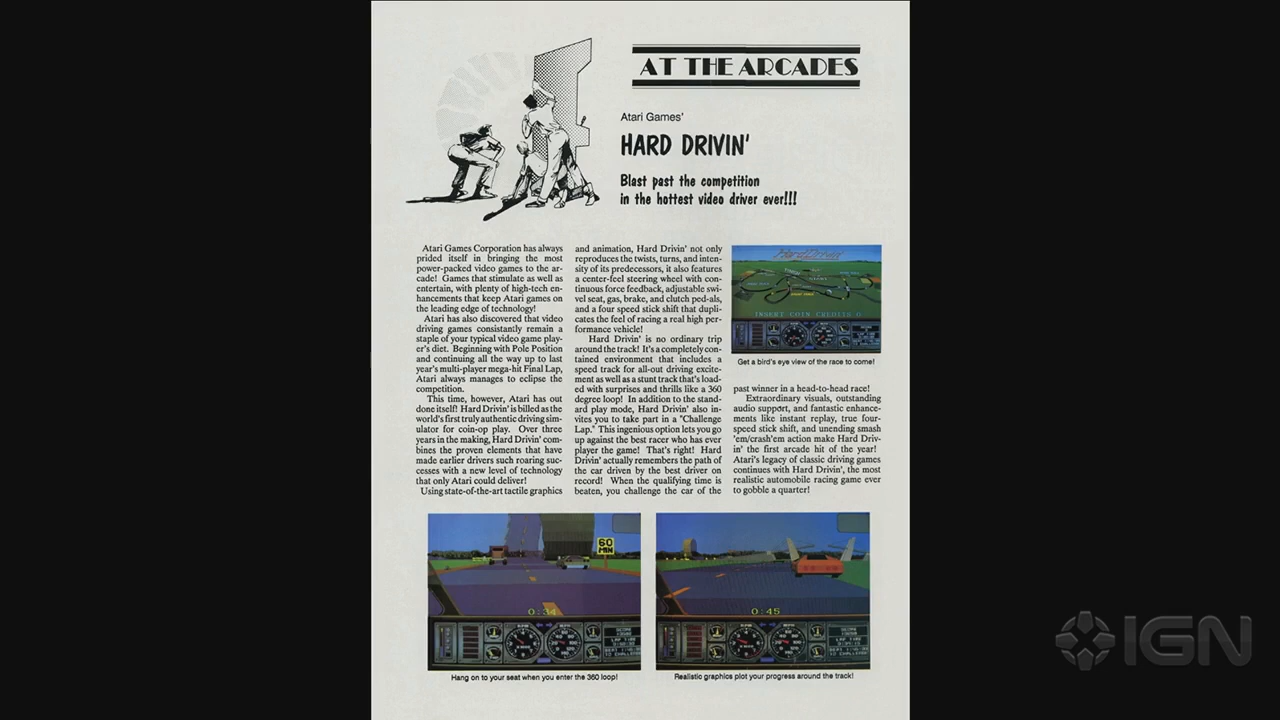 AT THE ARCADES
Atari Games'
HARD DRIVIN'
Blast past the competition
in the hottest video driver ever!!!
Atari Games Corporation has always
prided itself in bringing the most
power-packed video games to the ar-
cade! Games that stimulate as well as
entertain, with plenty of high-tech en-
hancements that keep Atari games on
the leading edge of technology!
Atari has also discovered that video
driving games consistantly remain a
staple of your typical video game play-
er's diet. Beginning with Pole Position
and continuing all the way up to last
year's multi-player mega-hit Final Lap,
Atari always manages to eclipse the
competition.
This time, however, Atari has out
done itself! Hard Drivin' is billed as the
world's first truly authentic driving sim-
ulator for coin-op play. Over three
years in the making, Hard Drivin' com-
bines the proven elements that have
made earlier drivers such roaring suc-
cesses with a new level of technology
that only Atari could deliver!
Using state-of-the-art tactile graphics
and animation, Hard Drivin' not only
reproduces the twists, turns, and inten-
sity of its predecessors, it also features
a center-feel steering wheel with con-
tinuous force feedback, adjustable swi-
vel seat, gas, brake, and clutch ped-als,
and a four speed stick shift that dupli-
cates the feel of racing a real high per-
formance vehicle!
Hard Drivin' is no ordinary trip
around the track! It's a completely con-
tained environment that includes a
speed track for all-out driving excite-
ment as well as a stunt track that's load-
ed with surprises and thrills like a 360
degree loop! In addition to the stand-
ard play mode, Hard Drivin' also in-
vites you to take part in a "Challenge
Lap." This ingenious option lets you go
up against the best racer who has ever
player the game! That's right! Hard
Drivin' actually remembers the path of
the car driven by the best driver on
record! When the qualifying time is
beaten, you challenge the car of the
INSERT COIN CREDITS 0
Get a bird's eye view of the race to come!
past winner in a head-to-head race!
Extraordinary visuals, outstanding
audio support, and fantastic enhance-
ments like instant replay, true four-
speed stick shift, and unending smash
'em/crash'em action make Hard Driv-
in' the first arcade hit of the year!
Atari's legacy of classic driving games
continues with Hard Drivin', the most
realistic automobile racing game ever
to gobble a quarter!
60
MIN
0:34
SCORE
LAP TIME
Hang on to your seat when you enter the 360 loop!
0:45
SCORE
LAP TIME
Realistic graphics plot your progress around the track!
IGN